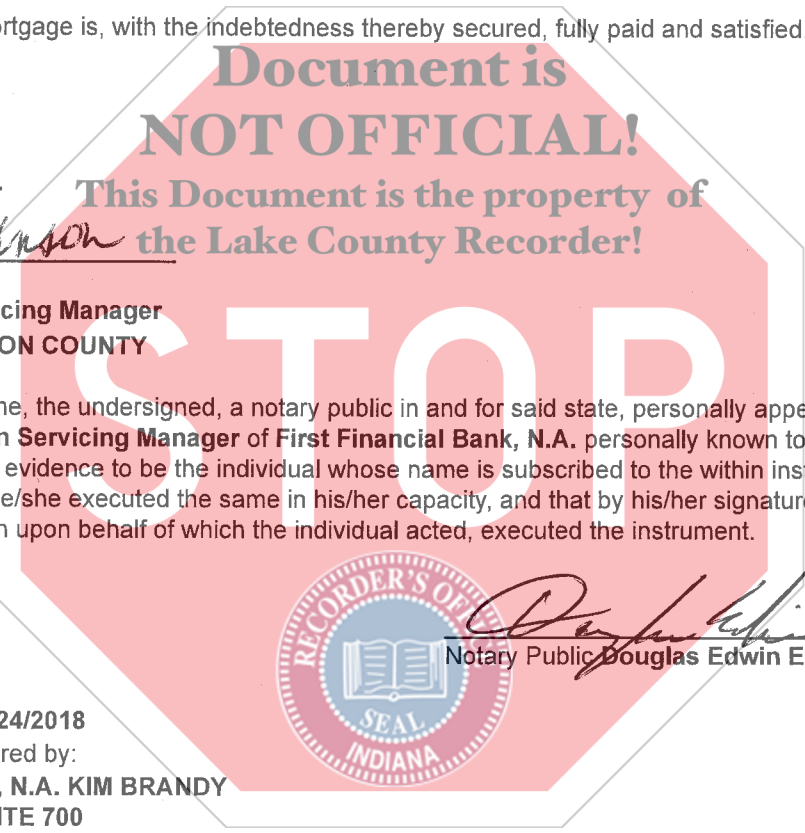 ortgage is, with the indebtedness thereby secured, fully paid and satisfied
Document is
NOT OFFICIAL!
This Document is the property of
the Lake County Recorder!
nson
cing Manager
ON COUNTY
STOP
ne, the undersigned, a notary public in and for said state, personally appe
n Servicing Manager of First Financial Bank, N.A. personally known to
evidence to be the individual whose name is subscribed to the within ins
e/she executed the same in his/her capacity, and that by his/her signature
n upon behalf of which the individual acted, executed the instrument.
RECORDER'S OFFICE
SEAL
INDIANA
Notary Public Douglas Edwin E
24/2018
red by:
, N.A. KIM BRANDY
ITE 700